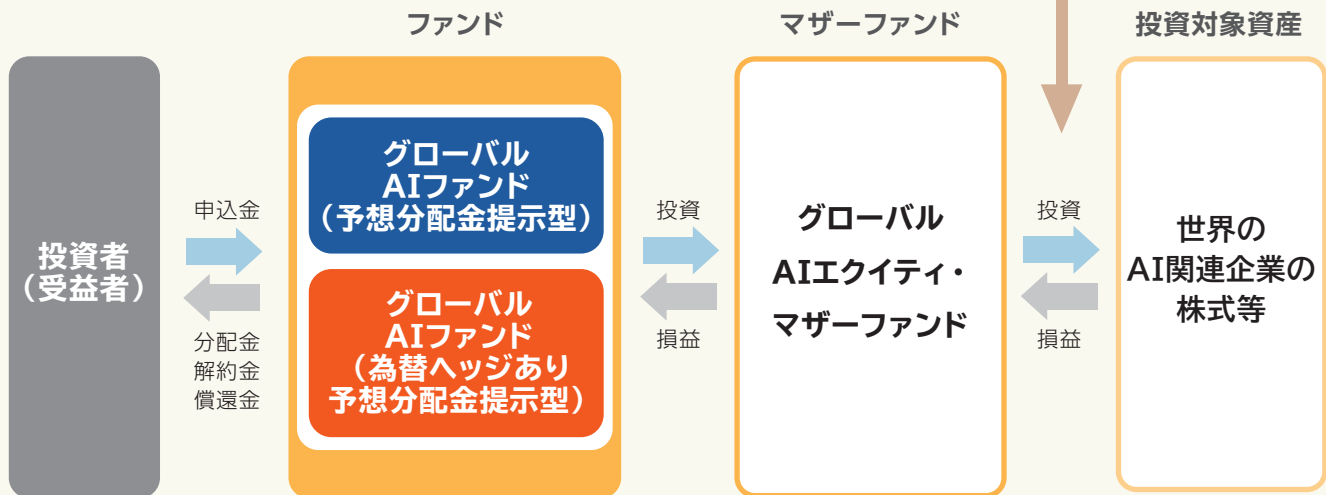 ファンド
マザーファンド
投資対象資産
投資者
(受益者)
申込金
分配金
解約金
償還金
グローバル
AIファンド
(予想分配金提示型)
グローバル
AIファンド
(為替ヘッジあり
予想分配金提示型)
投資
損益
グローバル
AIエクイティ・
マザーファンド
投資
損益
世界の
AI関連企業の
株式等